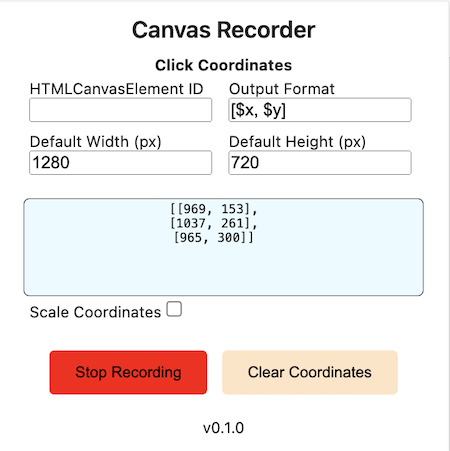 Canvas Recorder
Click Coordinates
HTMLCanvasElement ID Output Format
[$x, $y]
Default Width (px) Default Height (px)
1280 720
[[969, 153],
[1037, 261],
[965, 300]]
Scale Coordinates
Stop Recording Clear Coordinates
v0.1.0